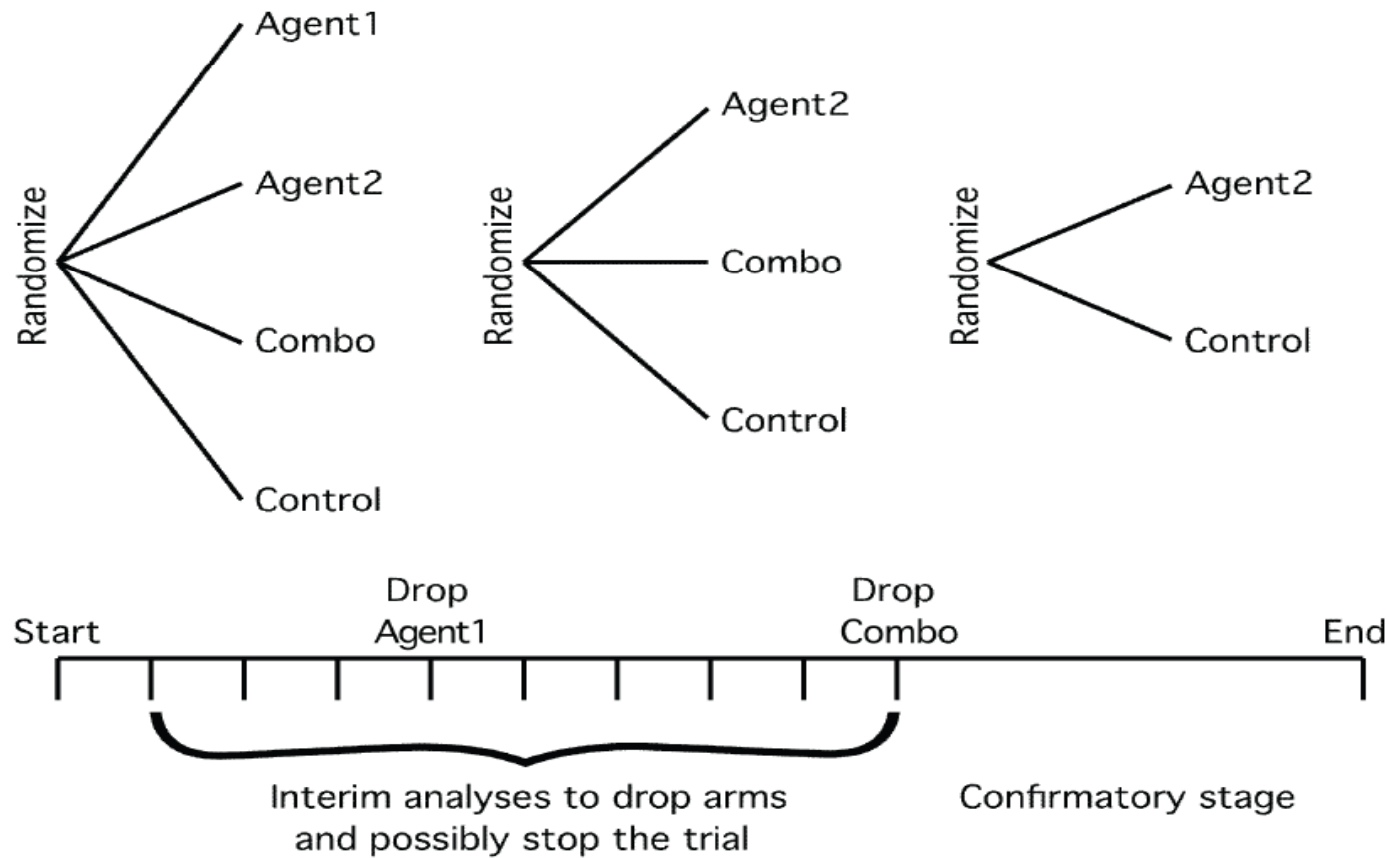 Randomize
Agent1
Agent2
Combo
Control
Randomize
Agent2
Combo
Control
Randomize
Agent2
Control
Start
Drop
Agent1
Drop
Combo
End
Interim analyses to drop arms
and possibly stop the trial
Confirmatory stage